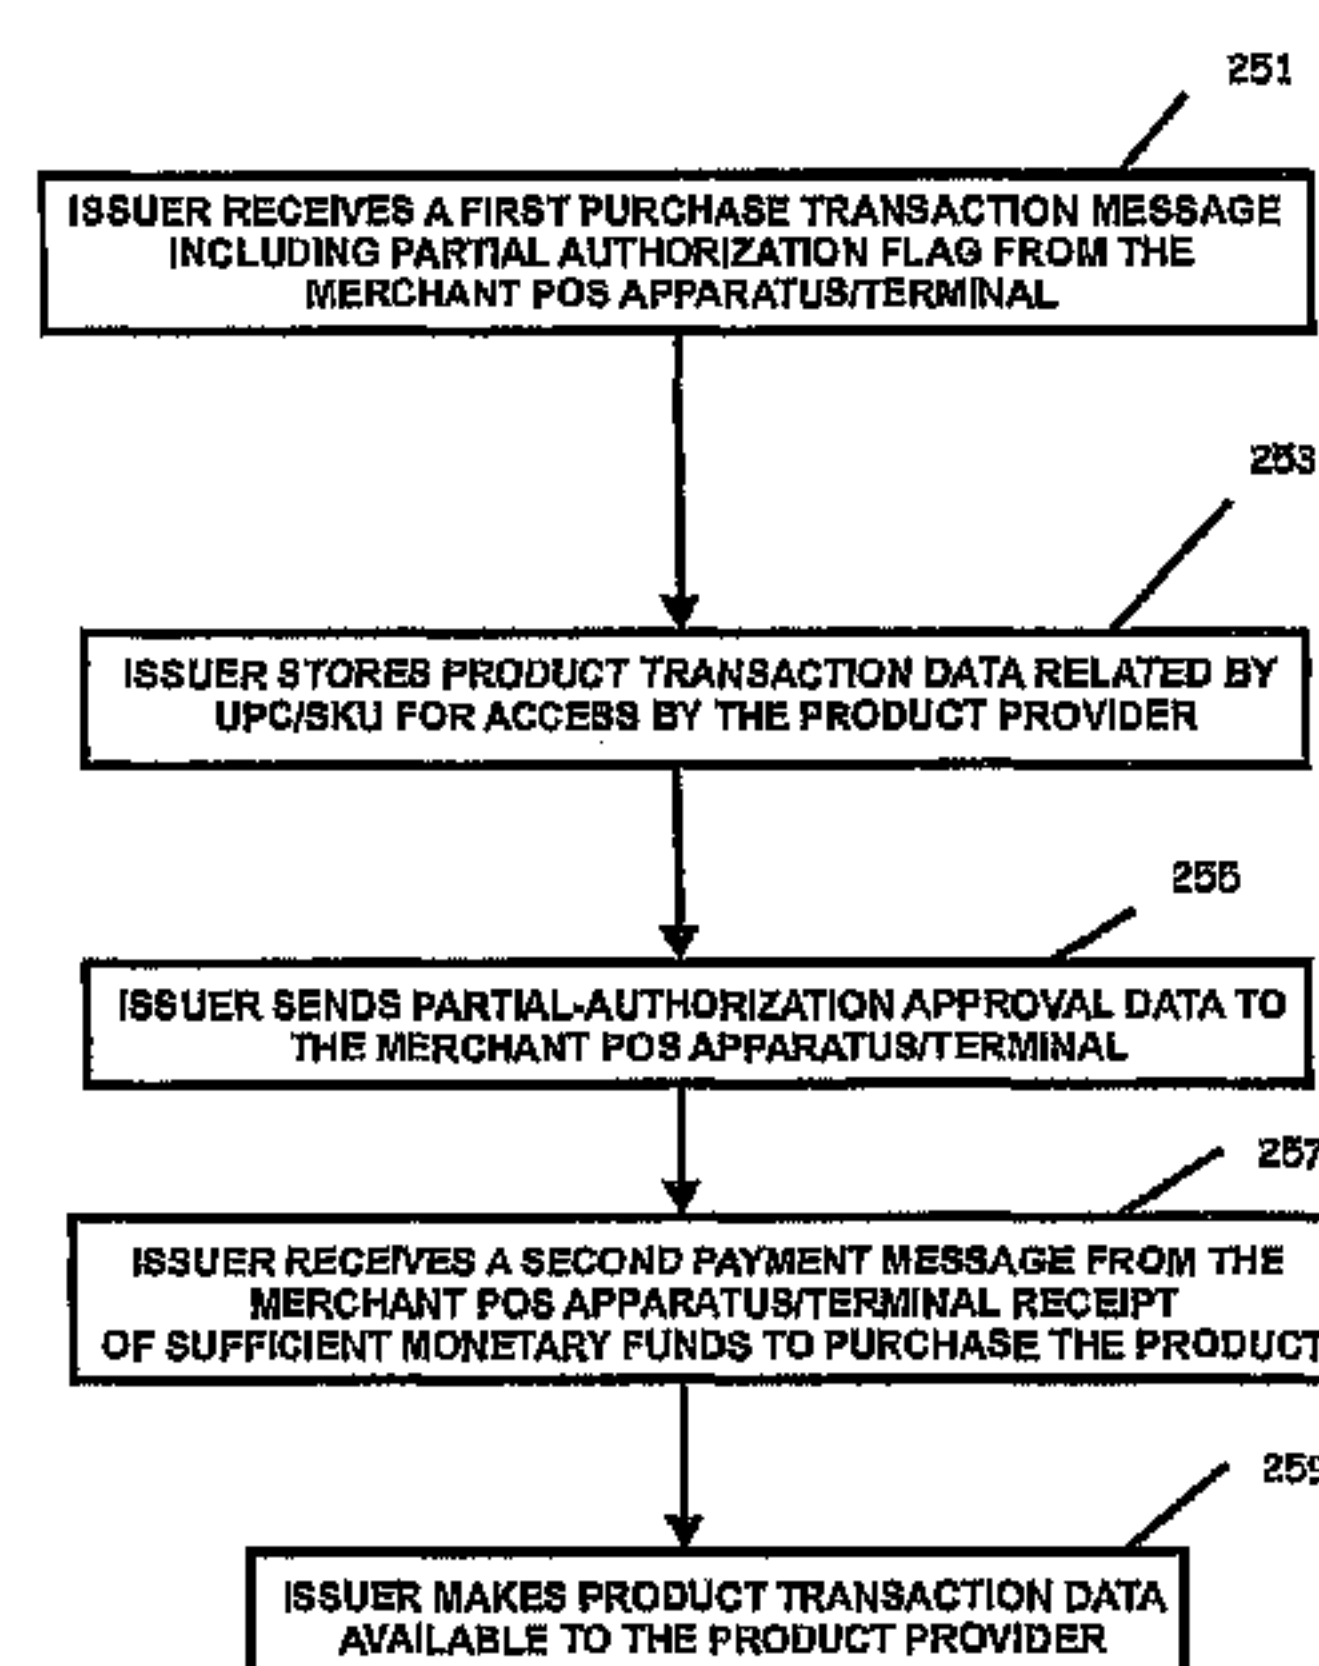 251
ISSUER RECEIVES A FIRST PURCHASE TRANSACTION MESSAGE
INCLUDING PARTIAL AUTHORIZATION FLAG FROM THE
MERCHANT POS APPARATUS/TERMINAL
253
ISSUER STORES PRODUCT TRANSACTION DATA RELATED BY
UPC/SKU FOR ACCESS BY THE PRODUCT PROVIDER
255
ISSUER SENDS PARTIAL-AUTHORIZATION APPROVAL DATA TO
THE MERCHANT POS APPARATUS/TERMINAL
257
ISSUER RECEIVES A SECOND PAYMENT MESSAGE FROM THE
MERCHANT POS APPARATUS/TERMINAL RECEIPT
OF SUFFICIENT MONETARY FUNDS TO PURCHASE THE PRODUCT
259
ISSUER MAKES PRODUCT TRANSACTION DATA
AVAILABLE TO THE PRODUCT PROVIDER